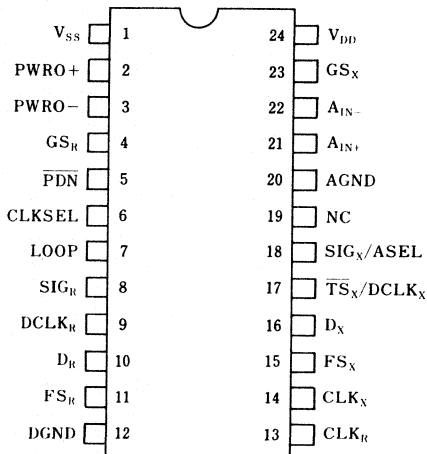 V_SS 1 24 V_DD
PWRO+ 2 23 GS_X
PWRO− 3 22 A_IN−
GS_R 4 21 A_IN+
P̅D̅N̅ 5 20 AGND
CLKSEL 6 19 NC
LOOP 7 18 SIG_X/ASEL
SIG_R 8 17 T̅S̅_X/DCLK_X
DCLK_R 9 16 D_X
D_R 10 15 FS_X
FS_R 11 14 CLK_X
DGND 12 13 CLK_R